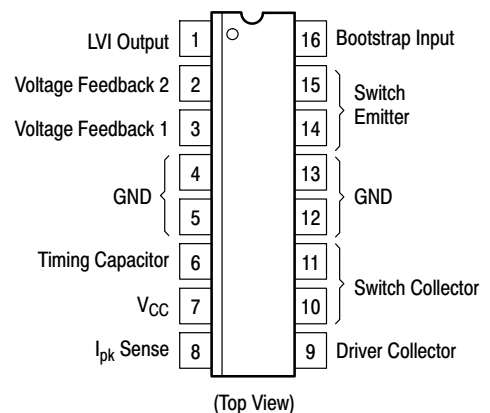 LVI Output 1 16 Bootstrap Input
Voltage Feedback 2 2 15
Switch
Emitter
Voltage Feedback 1 3 14
4 13
GND GND
5 12
Timing Capacitor 6 11
Switch Collector
VCC 7 10
Ipk Sense 8 9 Driver Collector
(Top View)